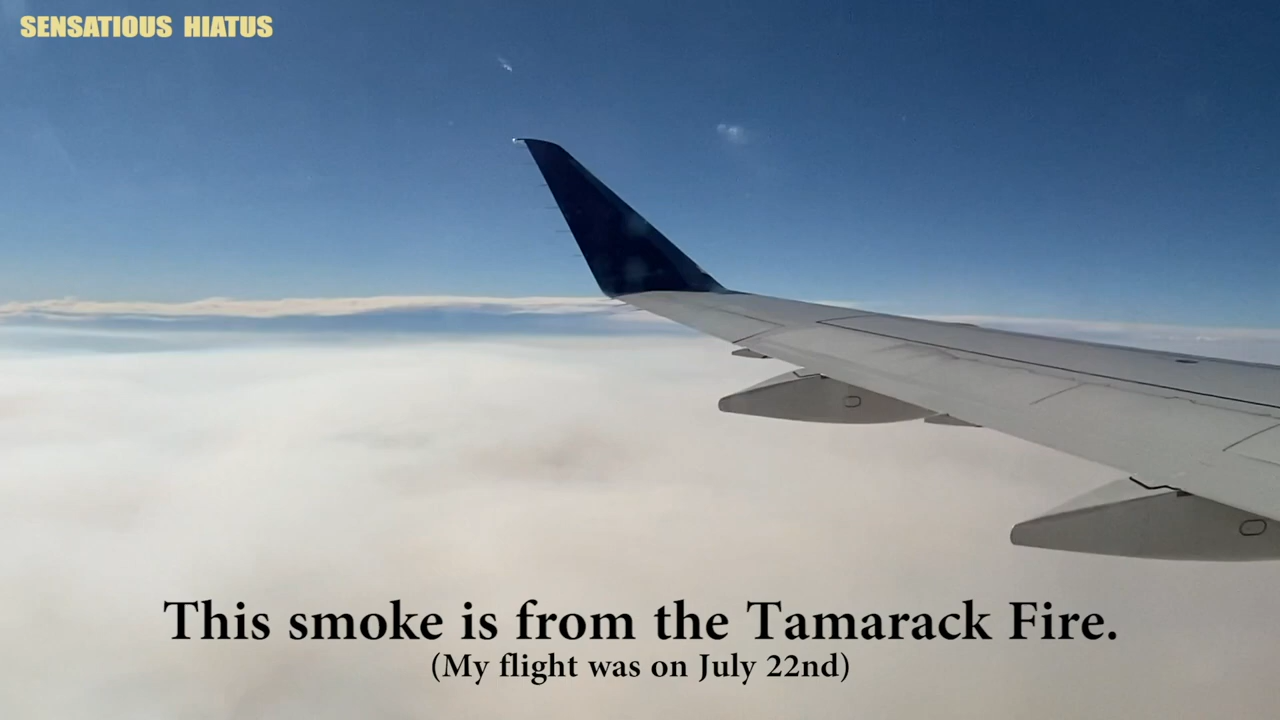 SENSATIOUS HIATUS
This smoke is from the Tamarack Fire.
(My flight was on July 22nd)